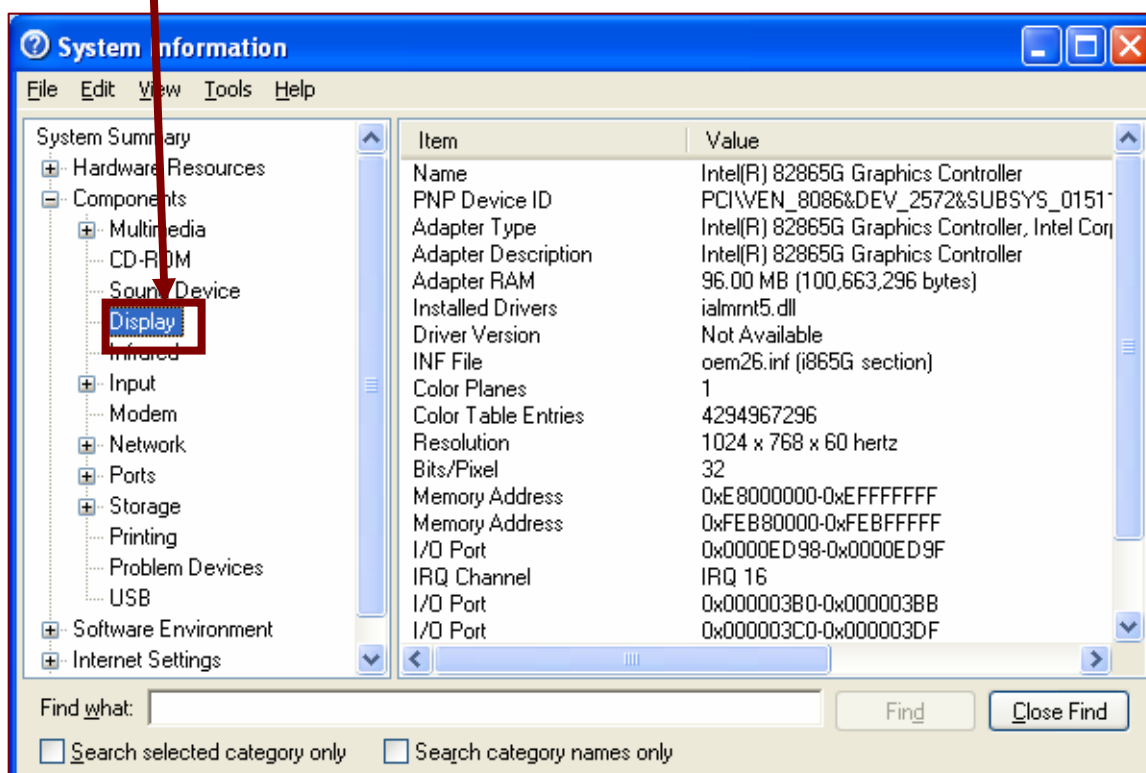 System Information
File Edit View Tools Help
System Summary
Hardware Resources
Components
Multimedia
CD-ROM
Sound Device
Display
Infrared
Input
Modem
Network
Ports
Storage
Printing
Problem Devices
USB
Software Environment
Internet Settings
Item Value
Name Intel(R) 82865G Graphics Controller
PNP Device ID PCI\VEN_8086&DEV_2572&SUBSYS_0151
Adapter Type Intel(R) 82865G Graphics Controller, Intel Corp
Adapter Description Intel(R) 82865G Graphics Controller
Adapter RAM 96.00 MB (100,663,296 bytes)
Installed Drivers ialmrnt5.dll
Driver Version Not Available
INF File oem26.inf (i865G section)
Color Planes 1
Color Table Entries 4294967296
Resolution 1024 x 768 x 60 hertz
Bits/Pixel 32
Memory Address 0xE8000000-0xEFFFFFFF
Memory Address 0xFEB80000-0xFEBFFFFF
I/O Port 0x0000ED98-0x0000ED9F
IRQ Channel IRQ 16
I/O Port 0x000003B0-0x000003BB
I/O Port 0x000003C0-0x000003DF
Find what: Find Close Find
Search selected category only Search category names only